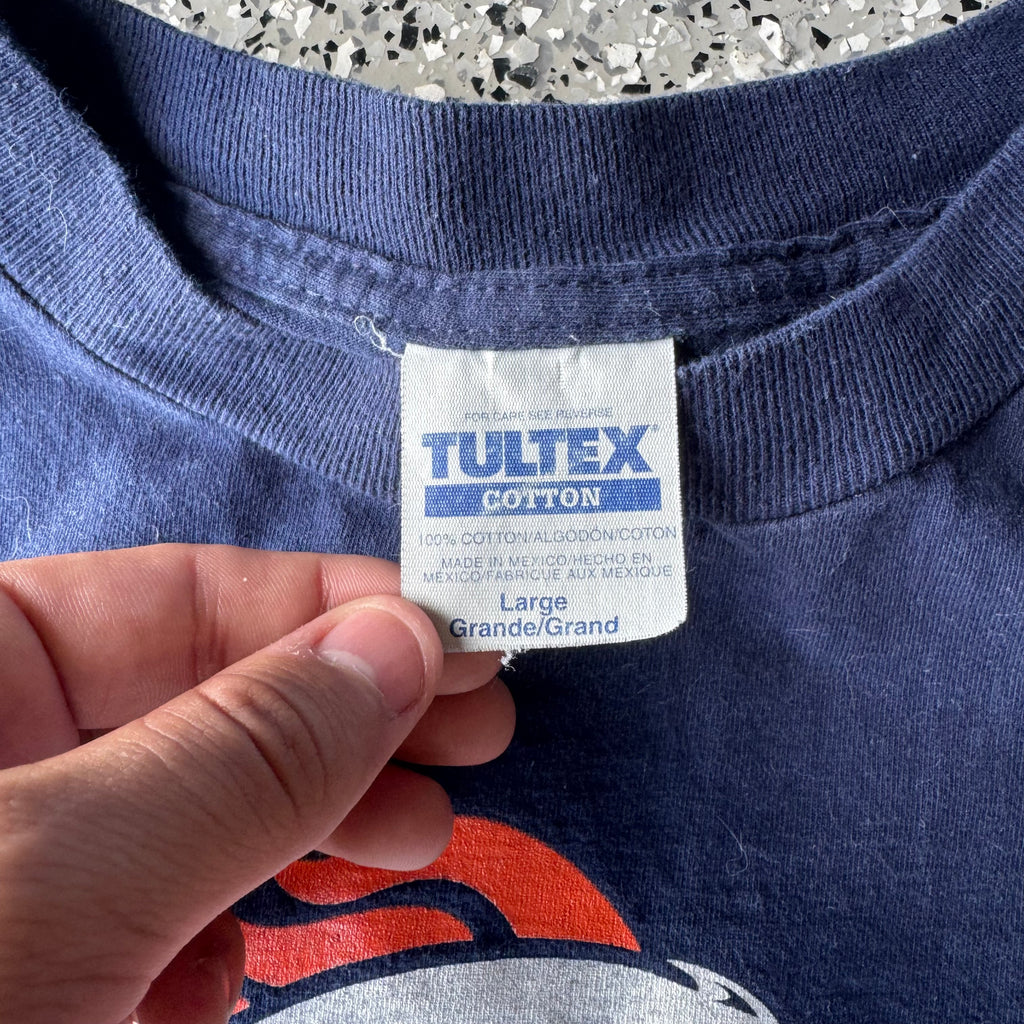 FOR CARE SEE REVERSE
TULTEX®
COTTON
100% COTTON/ALGODÓN/COTON
MADE IN MEXICO/HECHO EN
MEXICO/FABRIQUE AUX MEXIQUE
Large
Grande/Grand